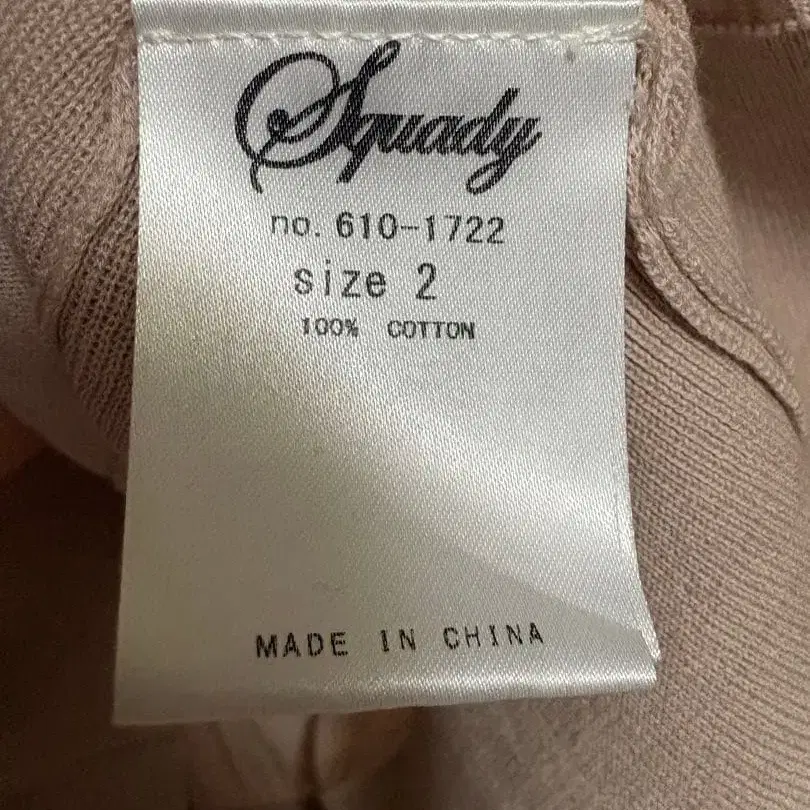 Squady
no. 610-1722
size 2
100% COTTON
MADE IN CHINA